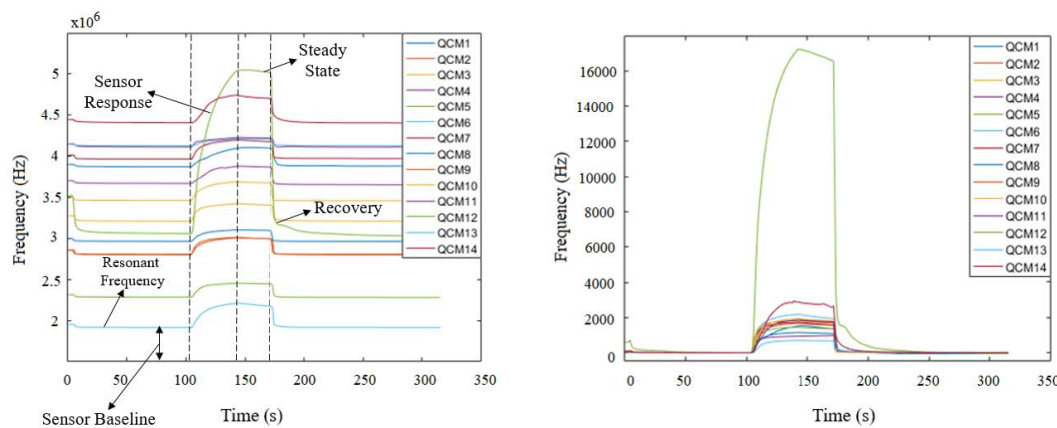 x10⁶
5
4.5
4
3.5
3
2.5
2
Frequency (Hz)
0
50
100
150
200
250
300
350
Time (s)
Sensor
Response
Steady
State
Recovery
Resonant
Frequency
Sensor Baseline
QCM1
QCM2
QCM3
QCM4
QCM5
QCM6
QCM7
QCM8
QCM9
QCM10
QCM11
QCM12
QCM13
QCM14
16000
14000
12000
10000
8000
6000
4000
2000
0
Frequency (Hz)
0
50
100
150
200
250
300
350
Time (s)
QCM1
QCM2
QCM3
QCM4
QCM5
QCM6
QCM7
QCM8
QCM9
QCM10
QCM11
QCM12
QCM13
QCM14